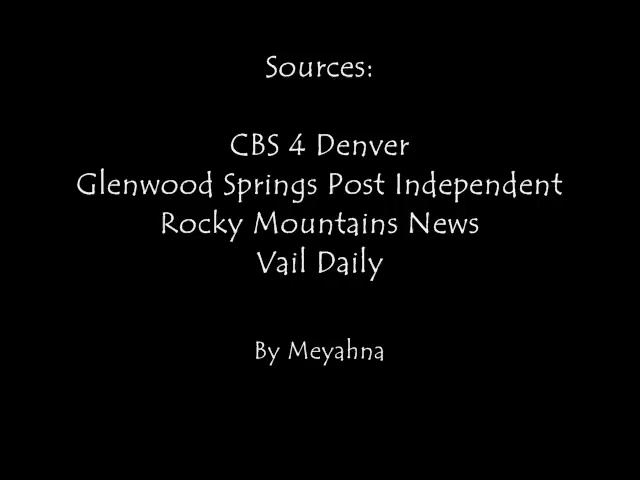 Sources:
CBS 4 Denver
Glenwood Springs Post Independent
Rocky Mountains News
Vail Daily
By Meyahna